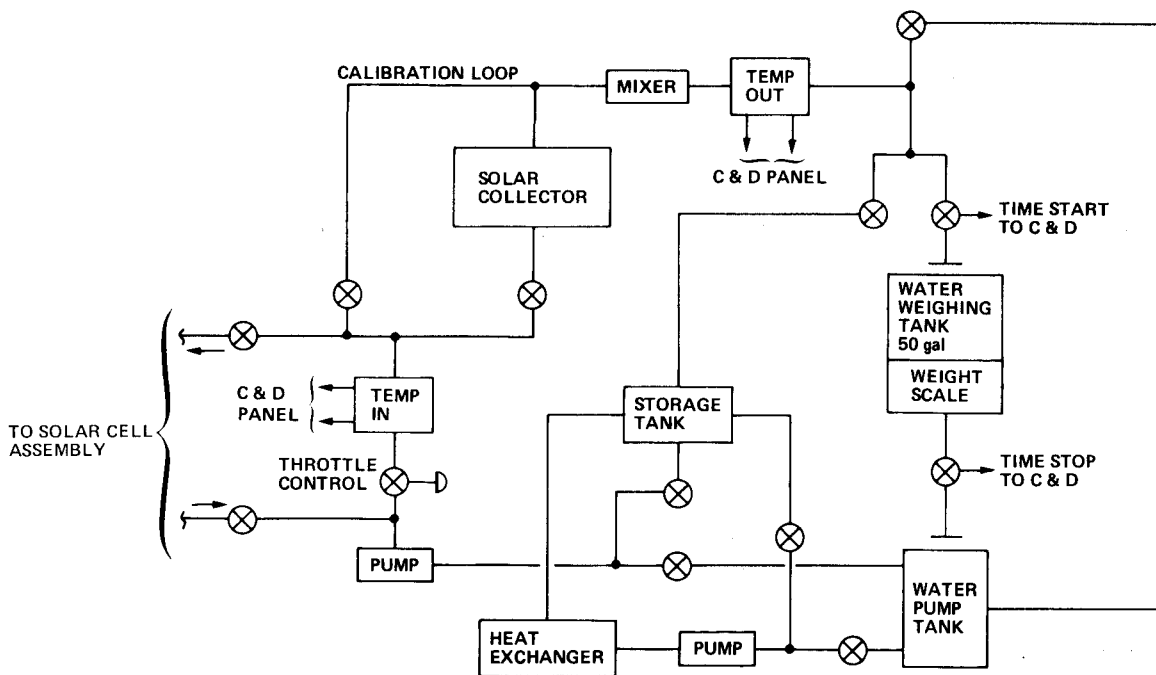 CALIBRATION LOOP
MIXER
TEMP
OUT
C & D PANEL
SOLAR
COLLECTOR
TIME START
TO C & D
WATER
WEIGHING
TANK
50 gal
WEIGHT
SCALE
C & D
PANEL
TEMP
IN
STORAGE
TANK
TO SOLAR CELL
ASSEMBLY
THROTTLE
CONTROL
TIME STOP
TO C & D
PUMP
WATER
PUMP
TANK
HEAT
EXCHANGER
PUMP